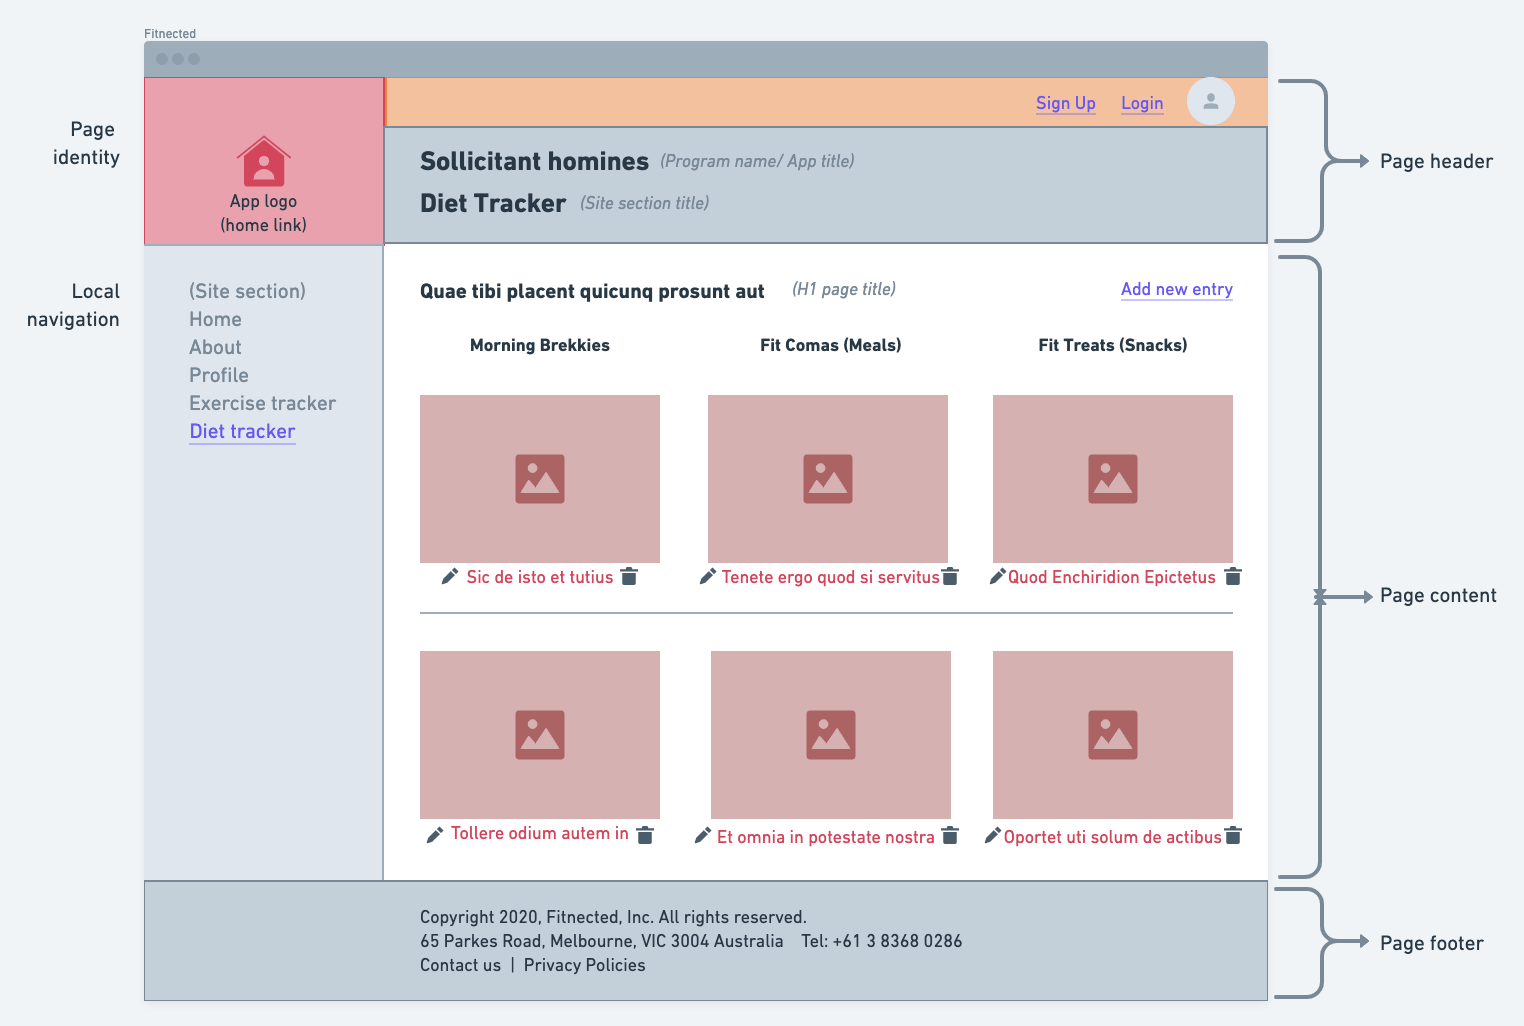 Fitnected
Page
identity
Sign Up Login
App logo
(home link)
Sollicitant homines (Program name/ App title)
Diet Tracker (Site section title)
Page header
Local
navigation
(Site section)
Home
About
Profile
Exercise tracker
Diet tracker
Quae tibi placent quicunq prosunt aut (H1 page title) Add new entry
Morning Brekkies Fit Comas (Meals) Fit Treats (Snacks)
Sic de isto et tutius Tenete ergo quod si servitus Quod Enchiridion Epictetus
Page content
Tollere odium autem in Et omnia in potestate nostra Oportet uti solum de actibus
Copyright 2020, Fitnected, Inc. All rights reserved.
65 Parkes Road, Melbourne, VIC 3004 Australia Tel: +61 3 8368 0286
Contact us | Privacy Policies
Page footer